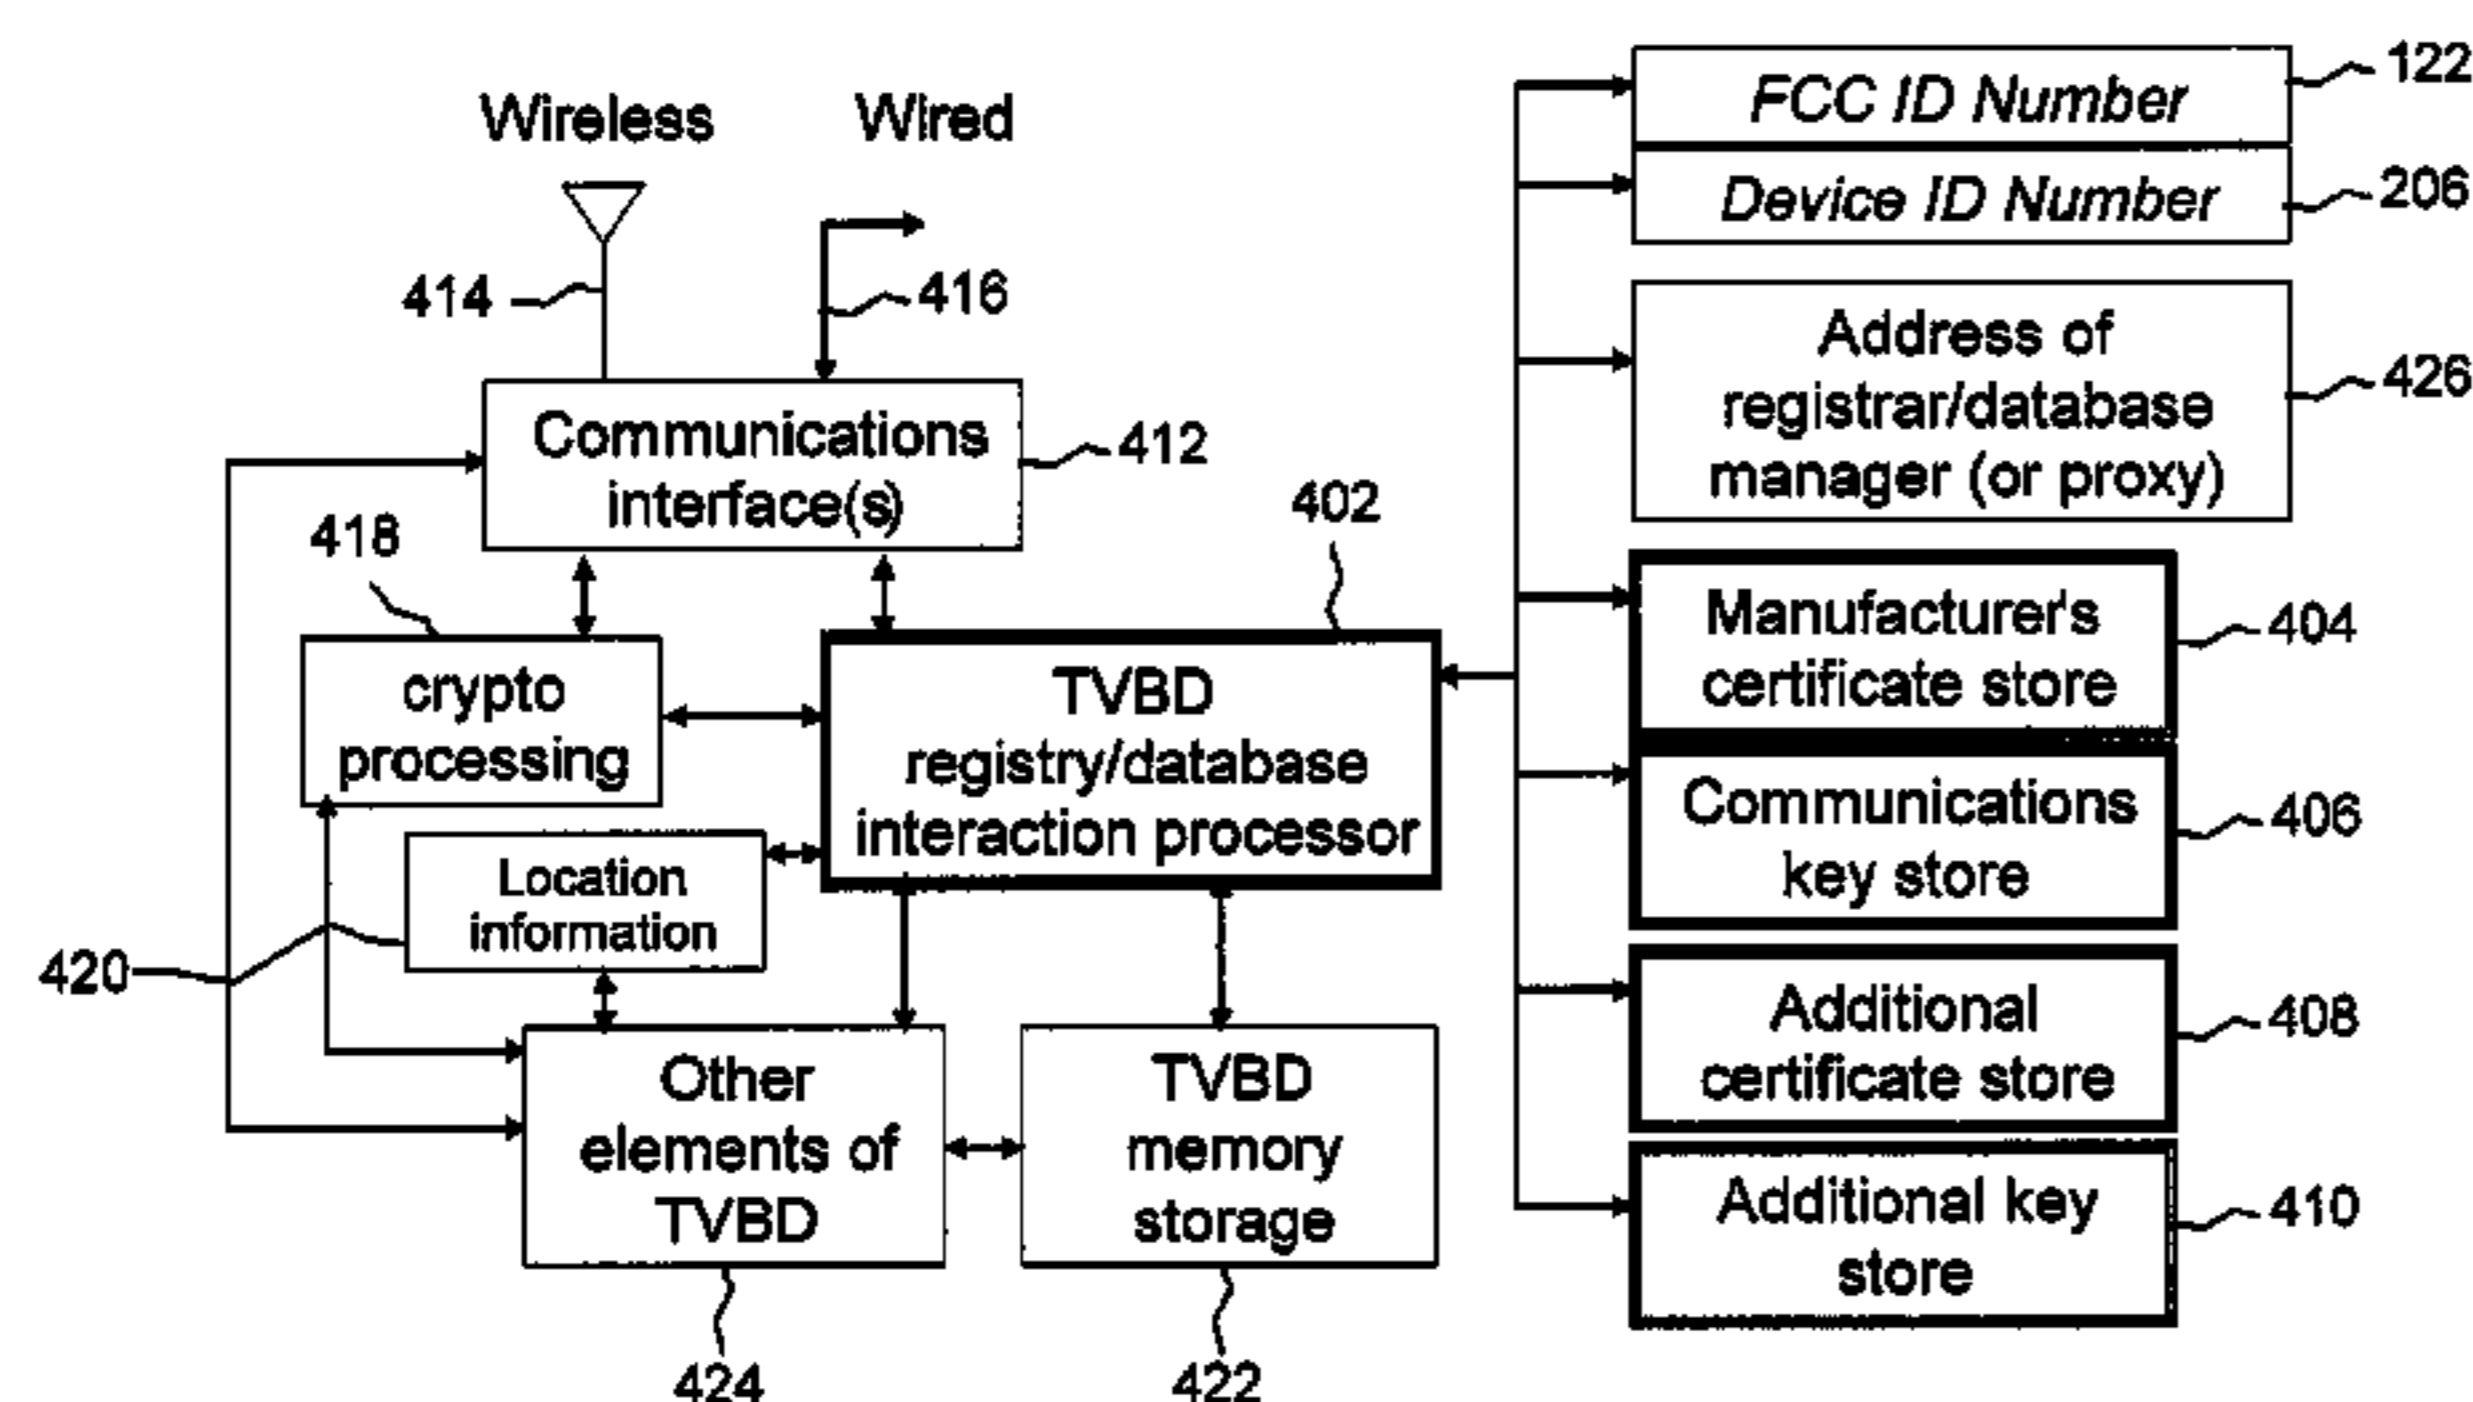 Wireless
Wired
414
416
Communications
interface(s)
412
418
crypto
processing
402
TVBD
registry/database
interaction processor
Location
information
420
Other
elements of
TVBD
424
TVBD
memory
storage
422
FCC ID Number
122
Device ID Number
206
Address of
registrar/database
manager (or proxy)
426
Manufacturer's
certificate store
404
Communications
key store
406
Additional
certificate store
408
Additional key
store
410